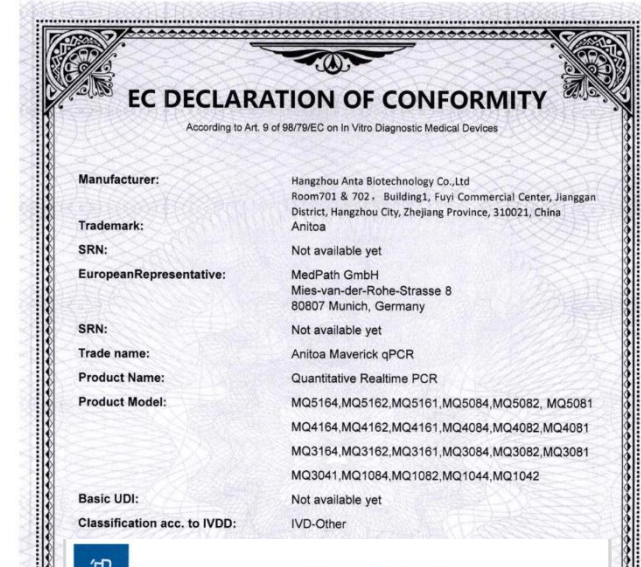 EC DECLARATION OF CONFORMITY
According to Art. 9 of 98/79/EC on In Vitro Diagnostic Medical Devices
Manufacturer: Hangzhou Anta Biotechnology Co.,Ltd
Room701 & 702, Building1, Fuyi Commercial Center, Jianggan
District, Hangzhou City, Zhejiang Province, 310021, China
Trademark: Anitoa
SRN: Not available yet
EuropeanRepresentative: MedPath GmbH
Mies-van-der-Rohe-Strasse 8
80807 Munich, Germany
SRN: Not available yet
Trade name: Anitoa Maverick qPCR
Product Name: Quantitative Realtime PCR
Product Model: MQ5164,MQ5162,MQ5161,MQ5084,MQ5082, MQ5081
MQ4164,MQ4162,MQ4161,MQ4084,MQ4082,MQ4081
MQ3164,MQ3162,MQ3161,MQ3084,MQ3082,MQ3081
MQ3041,MQ1084,MQ1082,MQ1044,MQ1042
Basic UDI: Not available yet
Classification acc. to IVDD: IVD-Other